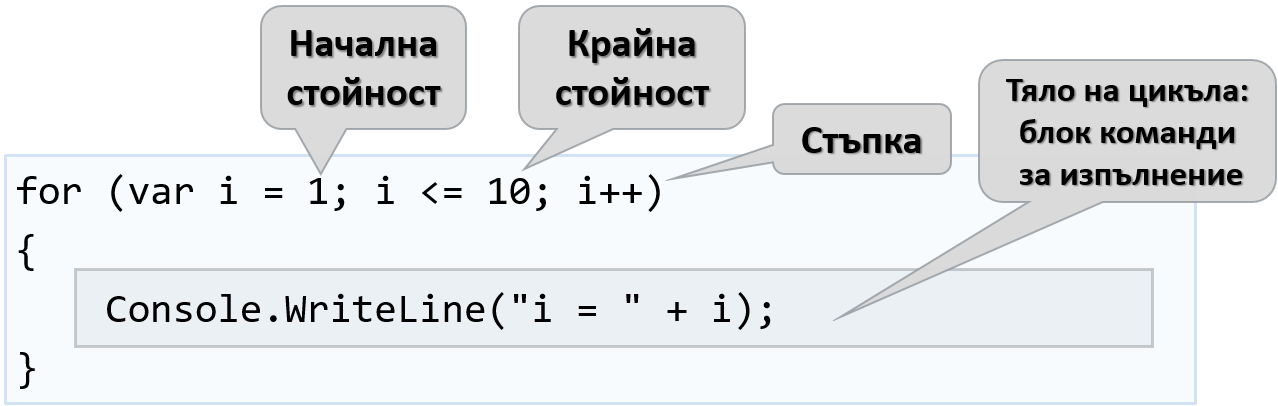 Начална
стойност
Крайна
стойност
Стъпка
Тяло на цикъла:
блок команди
за изпълнение
for (var i = 1; i <= 10; i++)
{
Console.WriteLine("i = " + i);
}